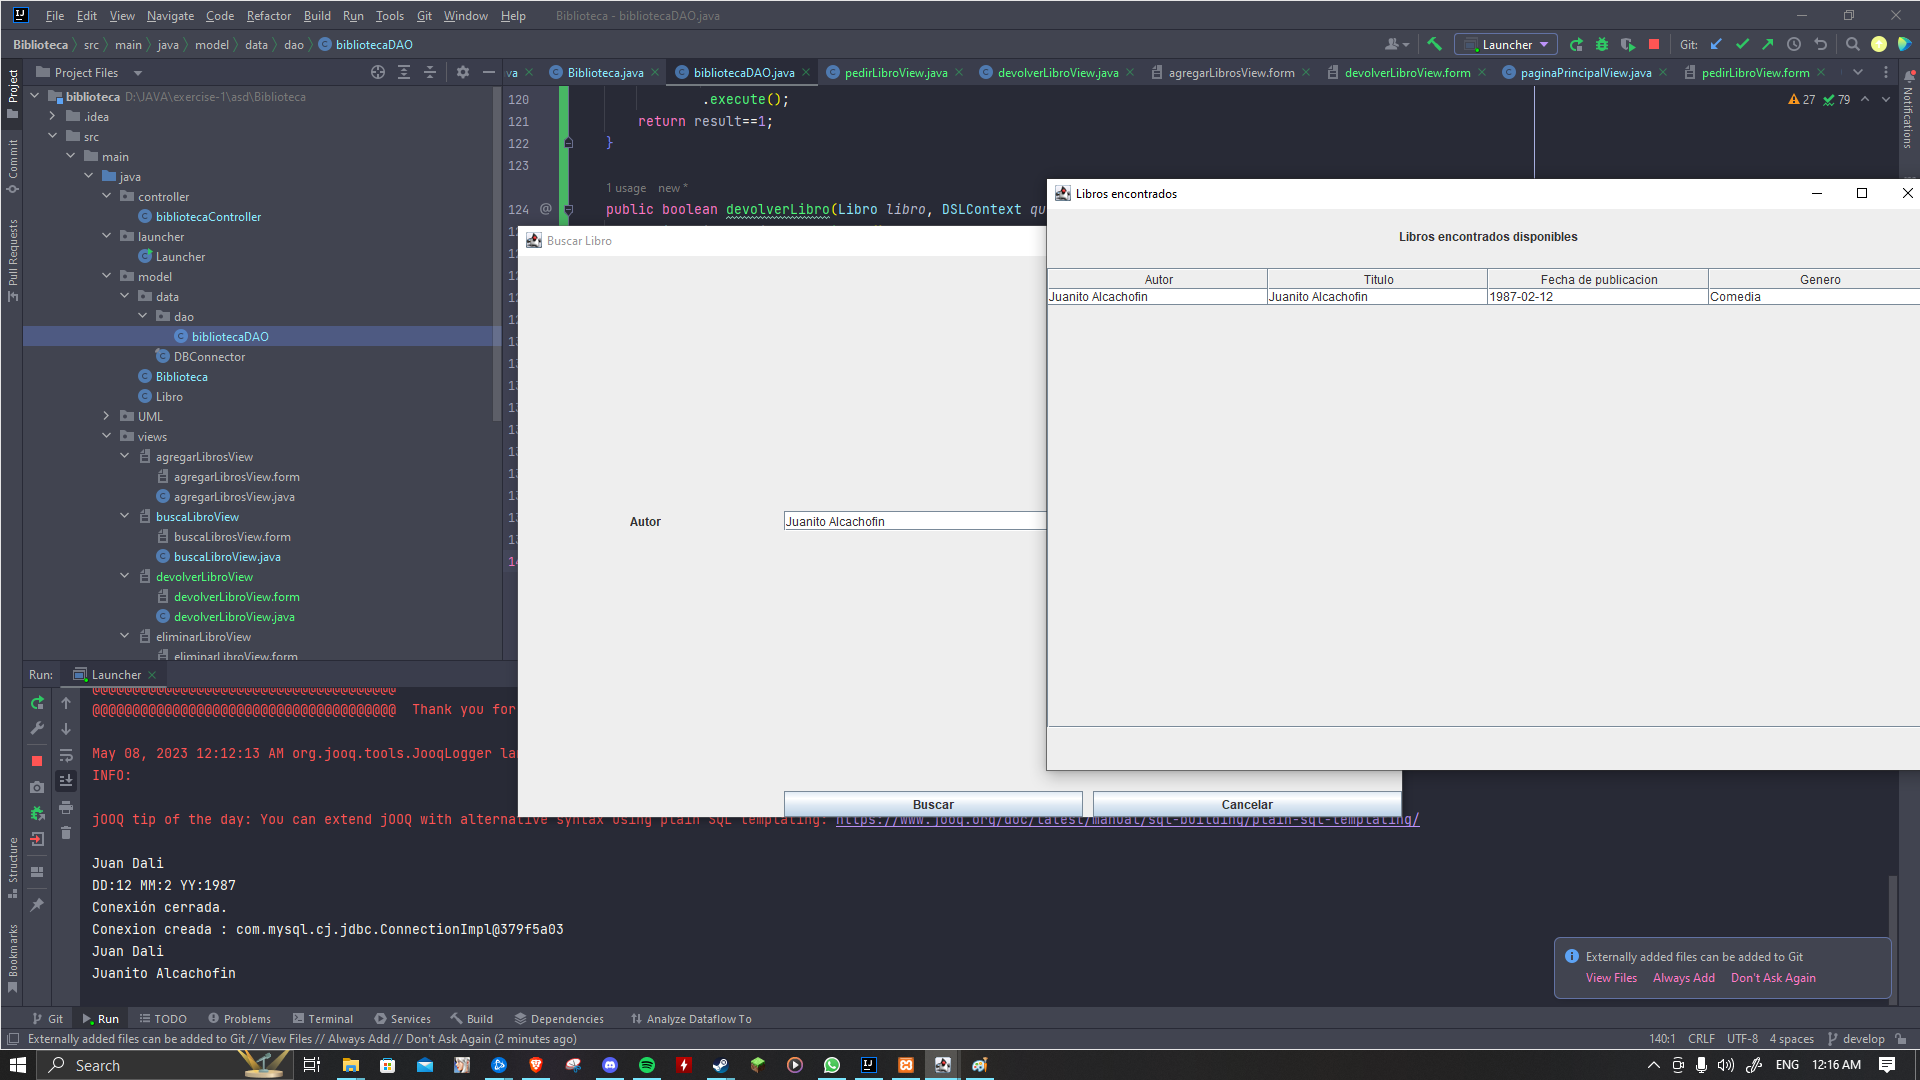 File Edit View Navigate Code Refactor Build Run Tools Git Window Help Biblioteca - bibliotecaDAO.java
Biblioteca src main java model data dao bibliotecaDAO Launcher Git:
Project Files
va Biblioteca.java bibliotecaDAO.java pedirLibroView.java devolverLibroView.java agregarLibrosView.form devolverLibroView.form paginaPrincipalView.java pedirLibroView.form
Project
Commit
Pull Requests
Structure
Bookmarks
Notifications
biblioteca D:\JAVA\exercise-1\asd\Biblioteca
.idea
src
main
java
controller
bibliotecaController
launcher
Launcher
model
data
dao
bibliotecaDAO
DBConnector
Biblioteca
Libro
UML
views
agregarLibrosView
agregarLibrosView.form
agregarLibrosView.java
buscaLibroView
buscaLibrosView.form
buscaLibroView.java
devolverLibroView
devolverLibroView.form
devolverLibroView.java
eliminarLibroView
eliminarLibroView.form
120 .execute();
121 return result==1;
122 }
123
1 usage new *
124 @ public boolean devolverLibro(Libro libro, DSLContext qu
27 79
Buscar Libro
Autor Juanito Alcachofin
Buscar Cancelar
Libros encontrados
Libros encontrados disponibles
Autor Titulo Fecha de publicacion Genero
Juanito Alcachofin Juanito Alcachofin 1987-02-12 Comedia
Run: Launcher
@@@@@@@@@@@@@@@@@@@@@@@@@@@@@@@@@@@@@@
@@@@@@@@@@@@@@@@@@@@@@@@@@@@@@@@@@@@@@ Thank you for
May 08, 2023 12:12:13 AM org.jooq.tools.JooqLogger
INFO:
jOOQ tip of the day: You can extend jOOQ with alternative syntax using plain SQL templating: https://www.jooq.org/doc/latest/manual/sql-building/plain-sql-templating/
Juan Dali
DD:12 MM:2 YY:1987
Conexión cerrada.
Conexion creada : com.mysql.cj.jdbc.ConnectionImpl@379f5a03
Juan Dali
Juanito Alcachofin
Externally added files can be added to Git
View Files Always Add Don't Ask Again
Git Run TODO Problems Terminal Services Build Dependencies Analyze Dataflow To
Externally added files can be added to Git // View Files // Always Add // Don't Ask Again (2 minutes ago) 140:1 CRLF UTF-8 4 spaces develop
Search ENG 12:16 AM